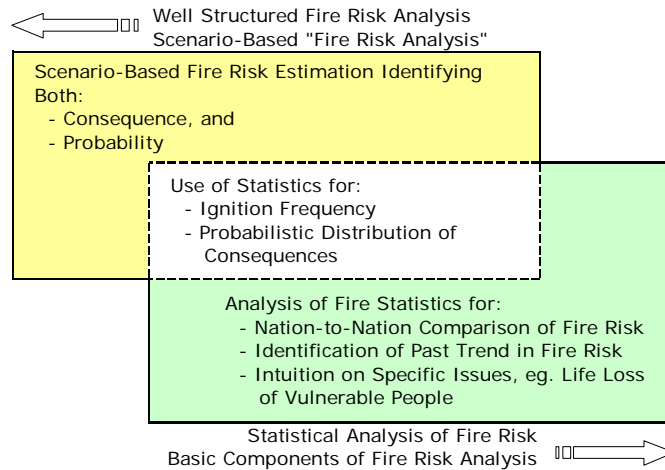 Well Structured Fire Risk Analysis
Scenario-Based "Fire Risk Analysis"
Scenario-Based Fire Risk Estimation Identifying
Both:
- Consequence, and
- Probability
Use of Statistics for:
- Ignition Frequency
- Probabilistic Distribution of
Consequences
Analysis of Fire Statistics for:
- Nation-to-Nation Comparison of Fire Risk
- Identification of Past Trend in Fire Risk
- Intuition on Specific Issues, eg. Life Loss
of Vulnerable People
Statistical Analysis of Fire Risk
Basic Components of Fire Risk Analysis